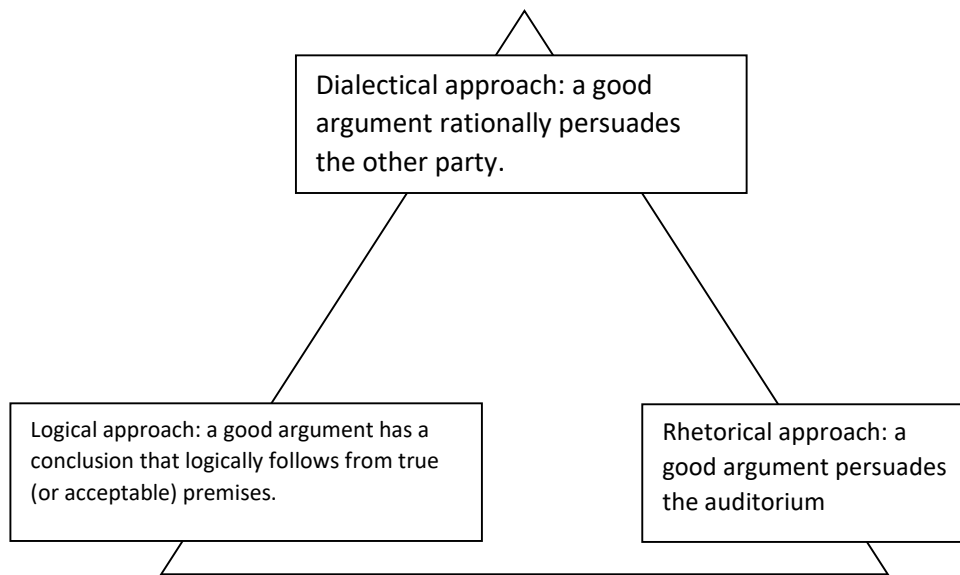 Dialectical approach: a good
argument rationally persuades
the other party.
Logical approach: a good argument has a
conclusion that logically follows from true
(or acceptable) premises.
Rhetorical approach: a
good argument persuades
the auditorium